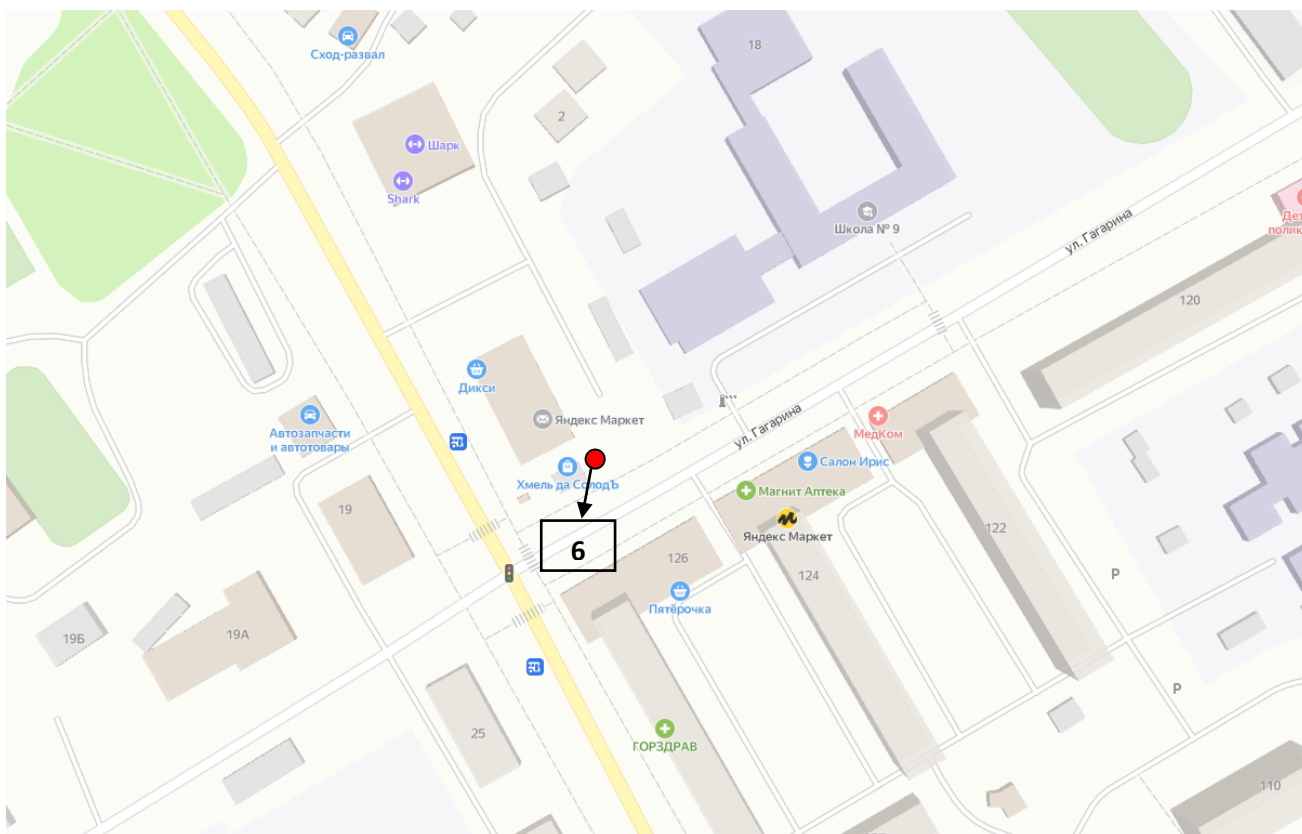 18
Сход-развал
2
Шарк
Shark
Школа № 9
ул. Гагарина
Дет
полик
120
Дикси
Яндекс Маркет
ул. Гагарина
МедКом
Автозапчасти
и автотовары
Хмель да СолодЪ
Салон Ирис
Магнит Аптека
19
Яндекс Маркет
122
6
126
124
P
Пятёрочка
19Б
19А
P
25
ГОРЗДРАВ
110